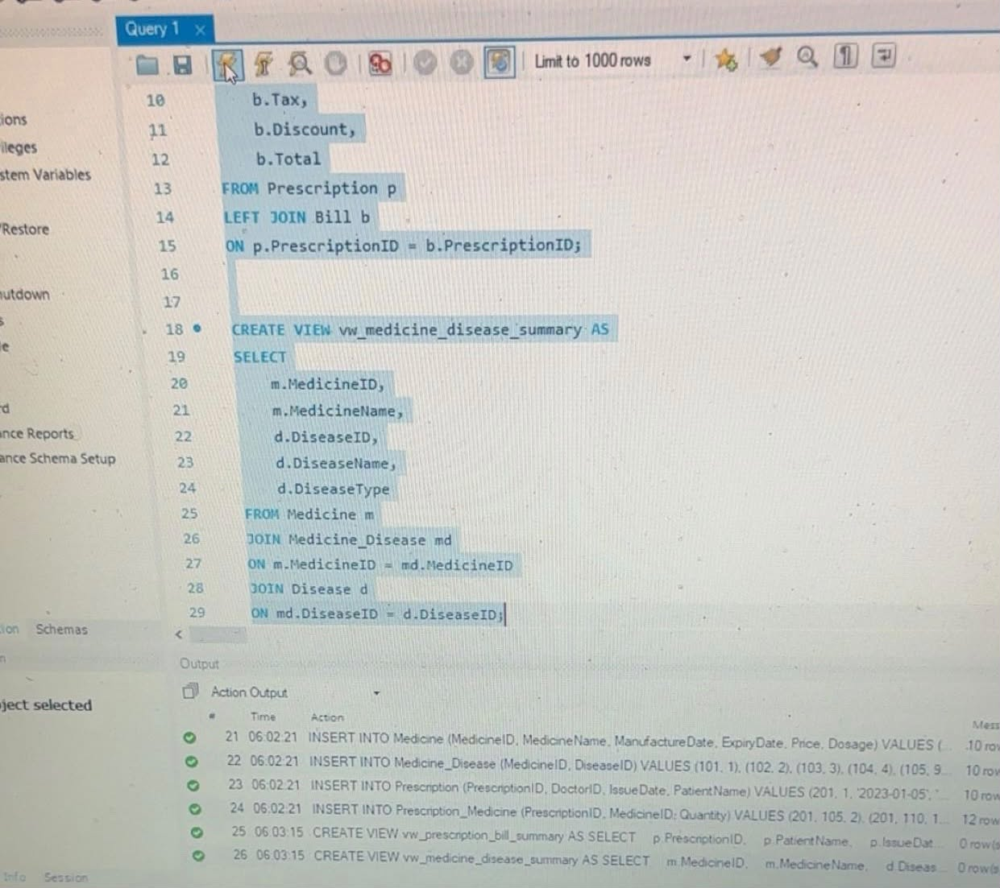 Query 1
Limit to 1000 rows
10 b.Tax,
11 b.Discount,
12 b.Total
13 FROM Prescription p
14 LEFT JOIN Bill b
15 ON p.PrescriptionID = b.PrescriptionID;
16
17
18 CREATE VIEW vw_medicine_disease_summary AS
19 SELECT
20 m.MedicineID,
21 m.MedicineName,
22 d.DiseaseID,
23 d.DiseaseName,
24 d.DiseaseType
25 FROM Medicine m
26 JOIN Medicine_Disease md
27 ON m.MedicineID = md.MedicineID
28 JOIN Disease d
29 ON md.DiseaseID = d.DiseaseID;
ions
ileges
stem Variables
/Restore
utdown
s
le
rd
ance Reports
ance Schema Setup
tion Schemas
n
ject selected
Info Session
Output
Action Output
# Time Action Mess
21 06:02:21 INSERT INTO Medicine (MedicineID, MedicineName, ManufactureDate, ExpiryDate, Price, Dosage) VALUES (... 10 row
22 06:02:21 INSERT INTO Medicine_Disease (MedicineID, DiseaseID) VALUES (101, 1), (102, 2), (103, 3), (104, 4), (105, 9... 10 row
23 06:02:21 INSERT INTO Prescription (PrescriptionID, DoctorID, IssueDate, PatientName) VALUES (201, 1, '2023-01-05', '... 10 row
24 06:02:21 INSERT INTO Prescription_Medicine (PrescriptionID, MedicineID, Quantity) VALUES (201, 105, 2), (201, 110, 1... 12 row
25 06:03:15 CREATE VIEW vw_prescription_bill_summary AS SELECT p.PrescriptionID, p.PatientName, p.IssueDat... 0 row(s
26 06:03:15 CREATE VIEW vw_medicine_disease_summary AS SELECT m.MedicineID, m.MedicineName, d.Diseas... 0 row(s